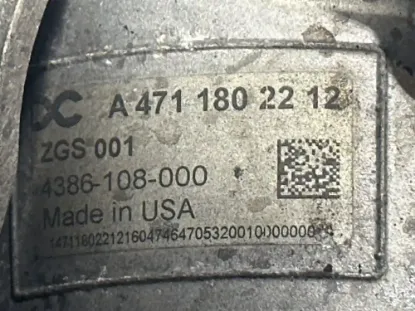 A 471 180 22 12
ZGS 001
4386-108-000
Made in USA